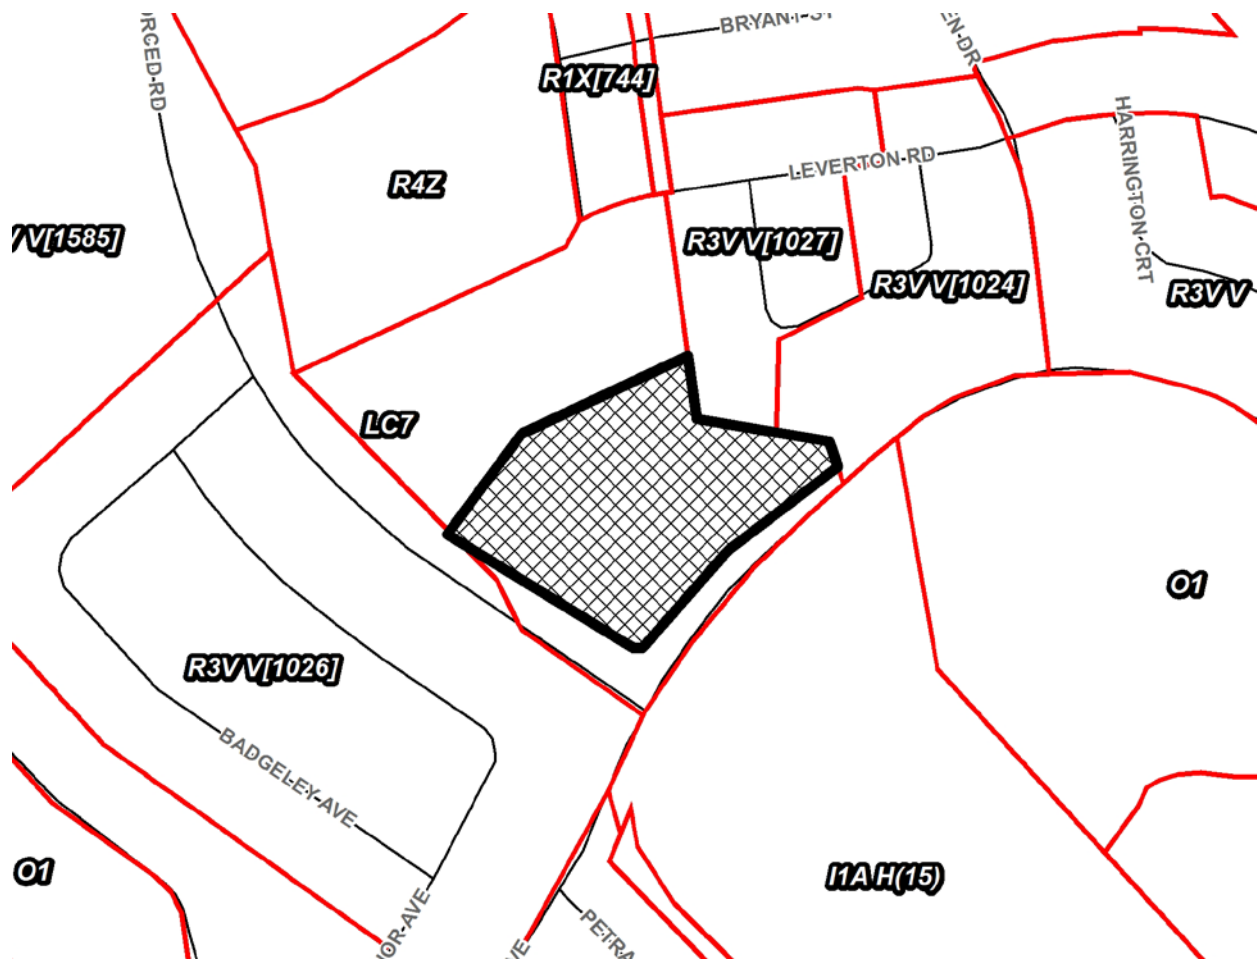 BRYANT ST
R1X[744]
R4Z
LEVERTON-RD
HARRINGTON-CRT
V[1585]
R3V V[1027]
R3V V[1024]
R3V V
LC7
O1
R3V V[1026]
BADGELEY-AVE
O1
I1A H(15)